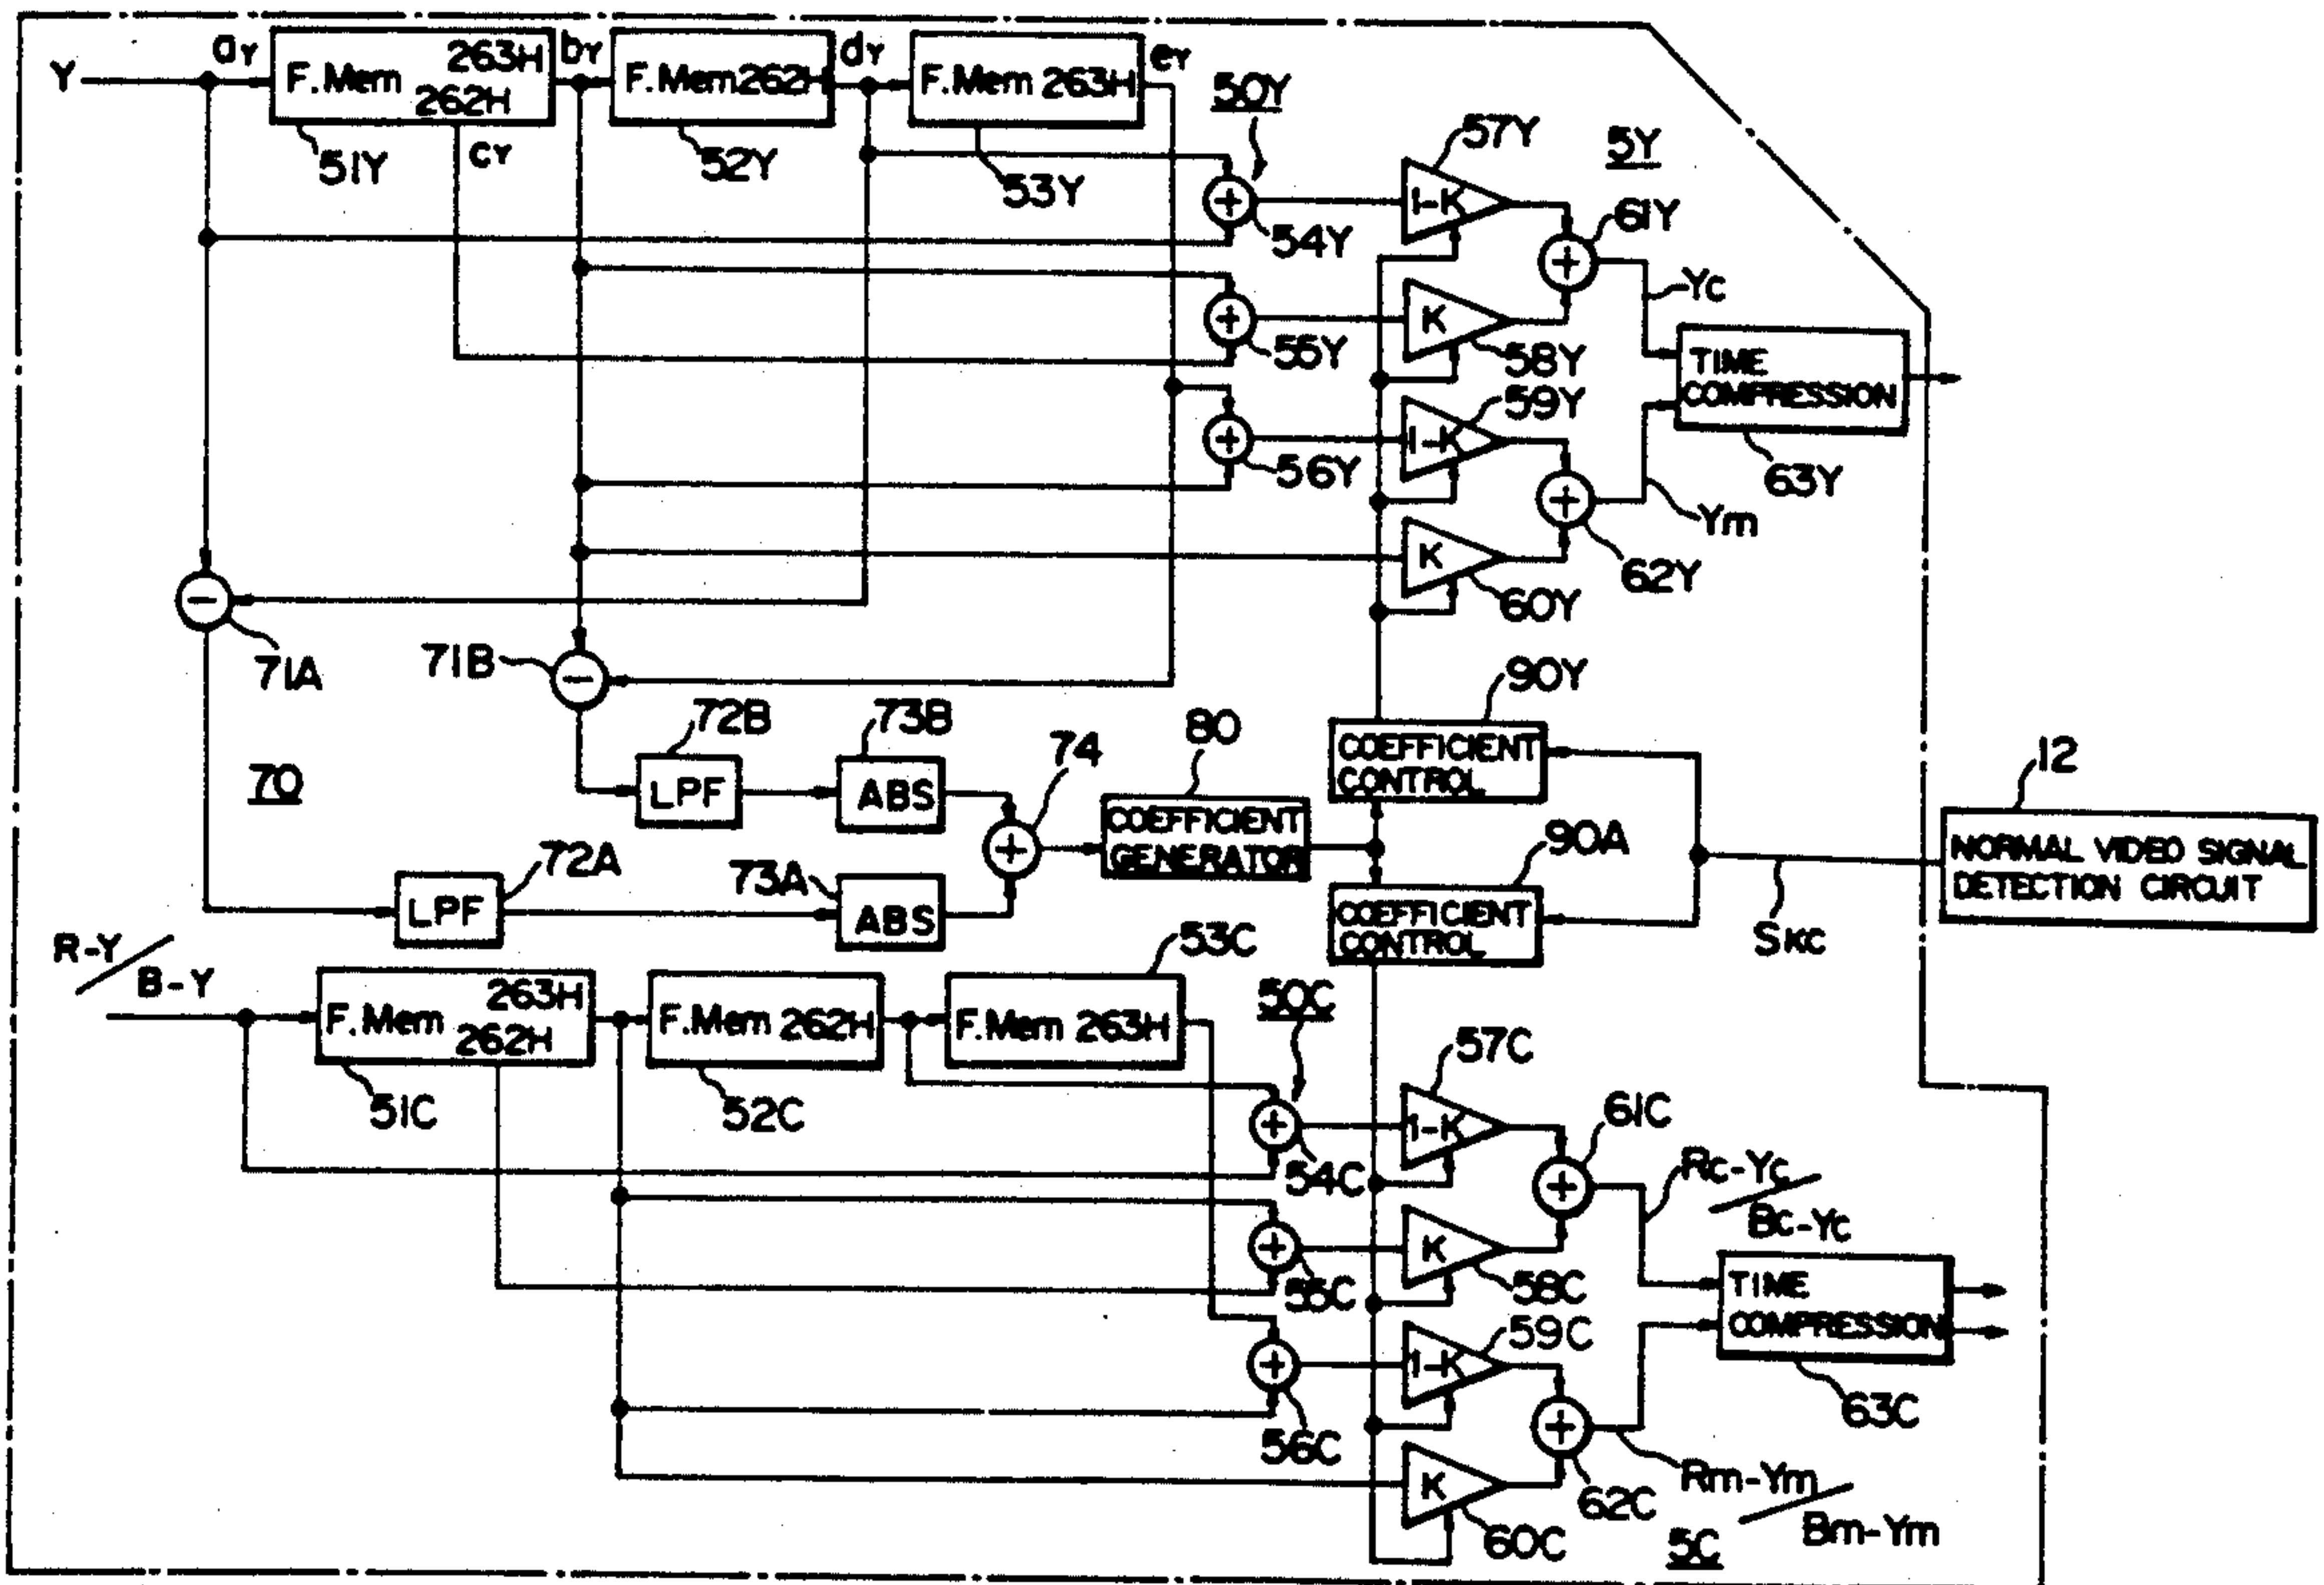 Y
aY
F.Mem 263H
262H
bY
F.Mem 262H
dY
F.Mem 263H
eY
51Y
cY
52Y
53Y
50Y
57Y
5Y
1-K
54Y
61Y
Yc
K
55Y
58Y
TIME
COMPRESSION
59Y
1-K
56Y
63Y
Ym
K
62Y
60Y
71A
71B
90Y
72B
73B
74
80
COEFFICIENT
CONTROL
12
70
LPF
ABS
COEFFICIENT
GENERATOR
90A
NORMAL VIDEO SIGNAL
DETECTION CIRCUIT
72A
73A
LPF
ABS
COEFFICIENT
CONTROL
SKC
R-Y
B-Y
53C
F.Mem 263H
262H
F.Mem 262H
F.Mem 263H
50C
57C
51C
52C
1-K
61C
54C
Rc-Yc
Bc-Yc
K
55C
58C
TIME
COMPRESSION
59C
1-K
63C
56C
K
62C
Rm-Ym
Bm-Ym
60C
5C